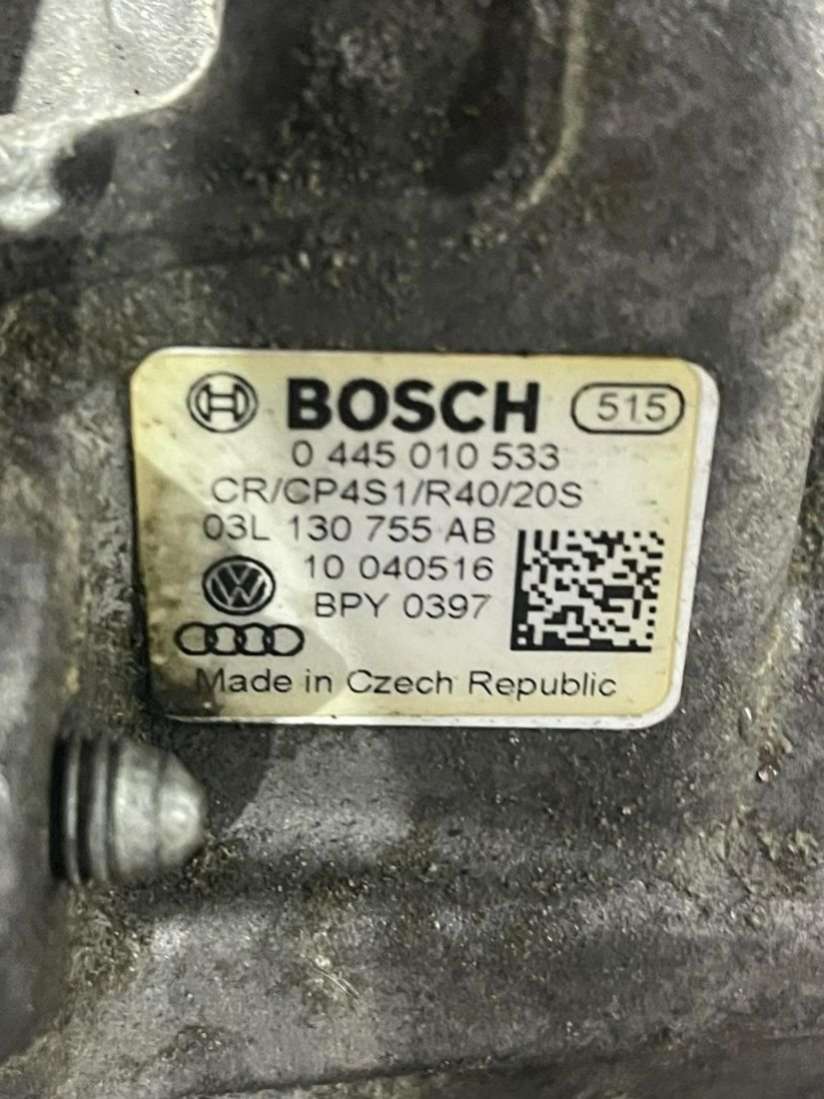 BOSCH 515
0 445 010 533
CR/CP4S1/R40/20S
03L 130 755 AB
10 040516
BPY 0397
Made in Czech Republic